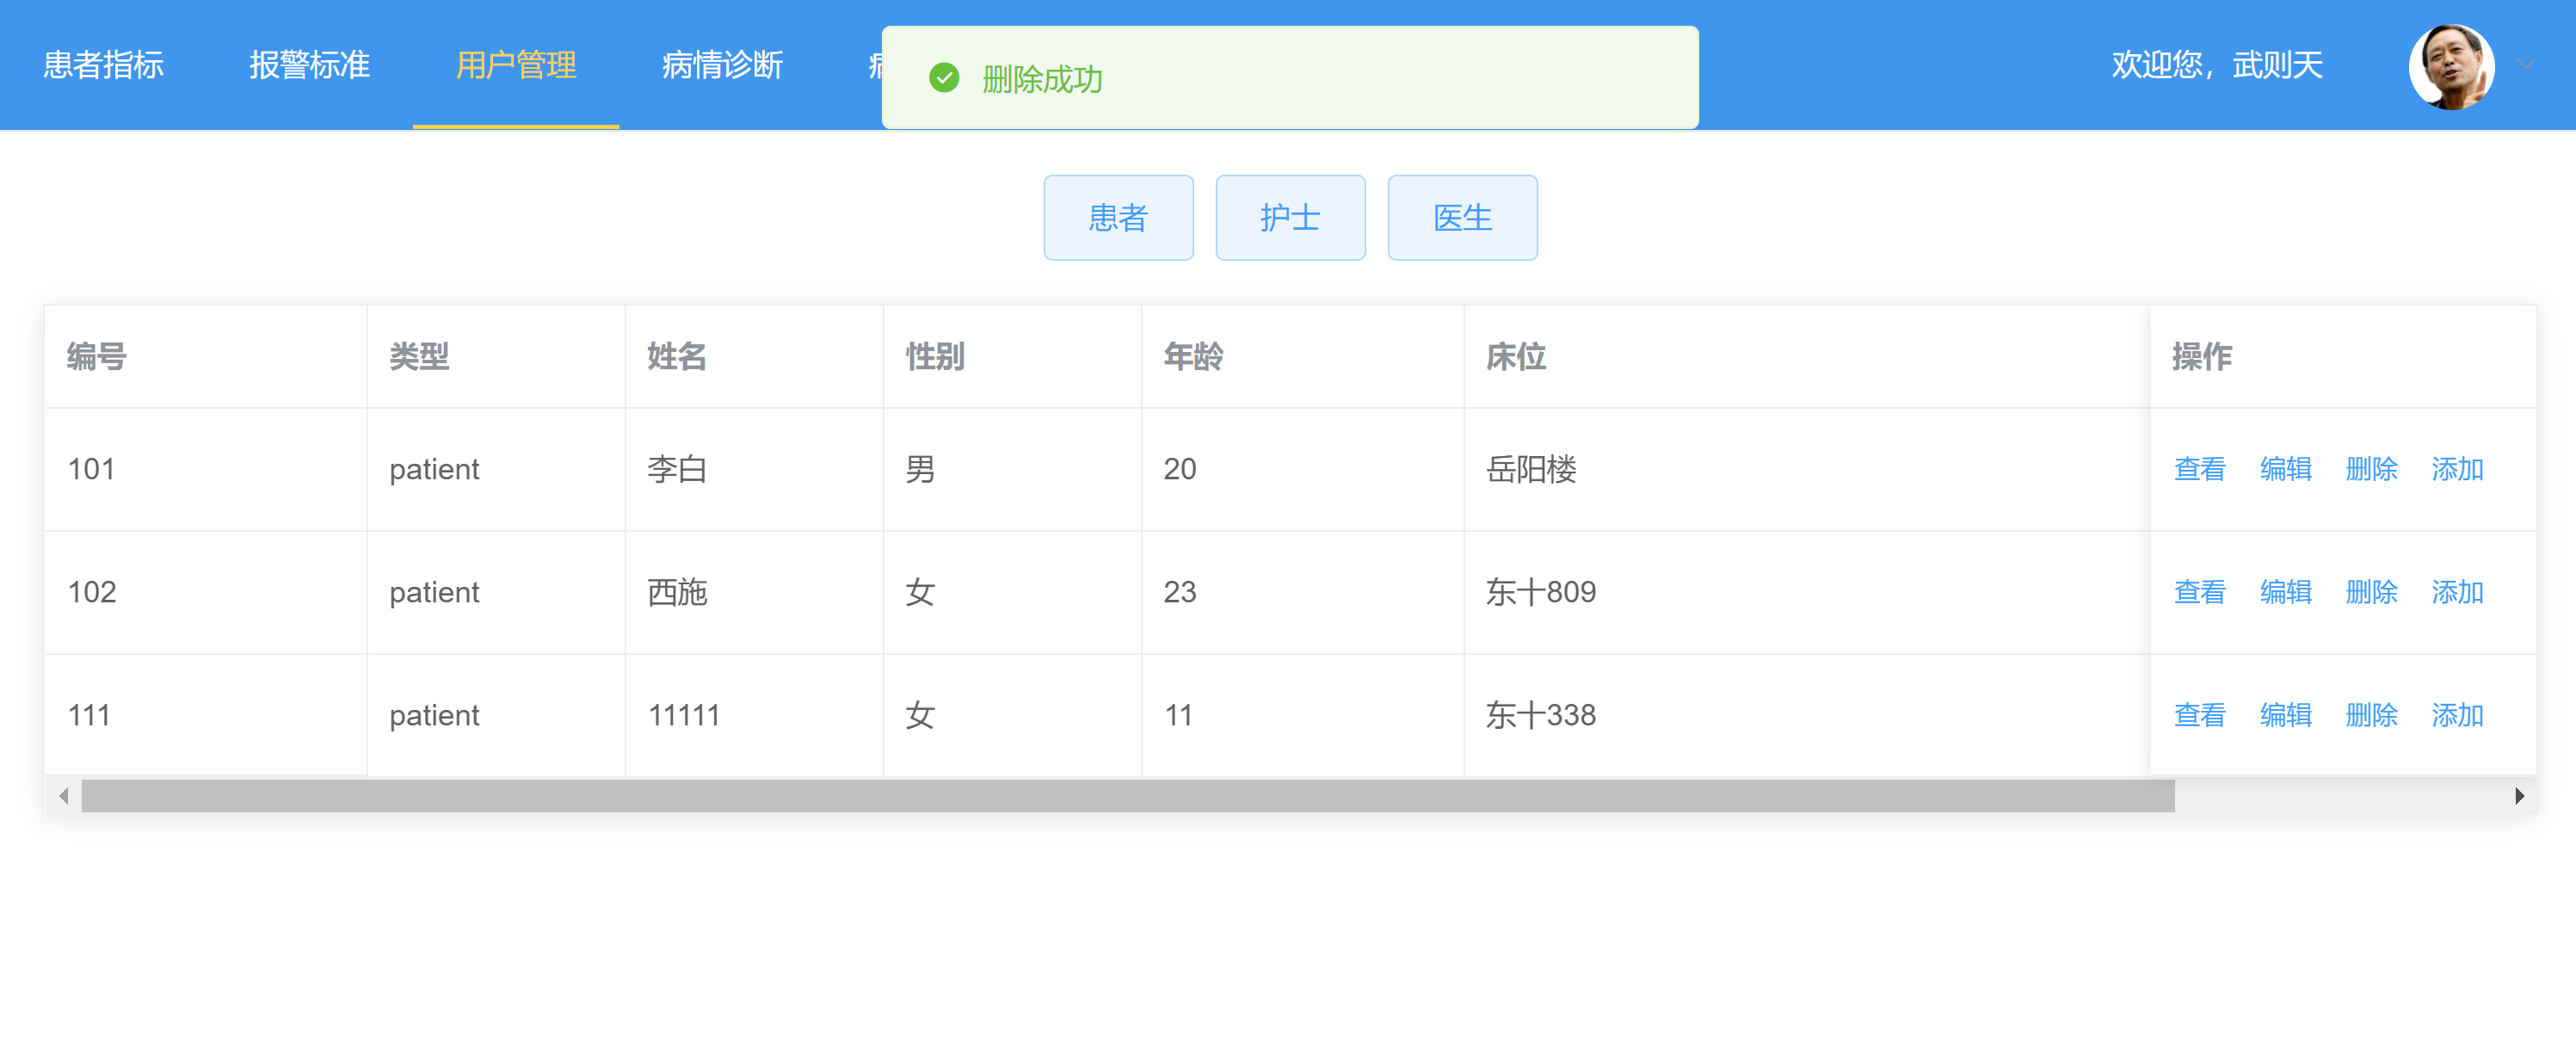 患者指标 报警标准 用户管理 病情诊断 欢迎您，武则天
删除成功
患者 护士 医生
编号 类型 姓名 性别 年龄 床位 操作
101 patient 李白 男 20 岳阳楼 查看 编辑 删除 添加
102 patient 西施 女 23 东十809 查看 编辑 删除 添加
111 patient 11111 女 11 东十338 查看 编辑 删除 添加